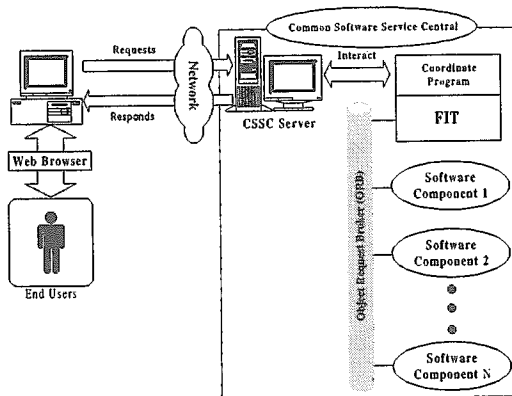 Common Software Service Central
Requests
Network
Responds
CSSC Server
Interact
Coordinate
Program
FIT
Web Browser
End Users
Object Request Broker (ORB)
Software
Component 1
Software
Component 2
Software
Component N